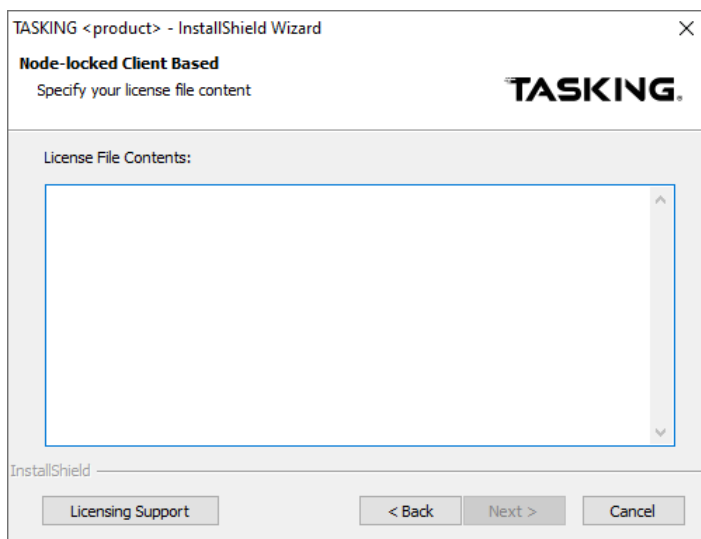 TASKING <product> - InstallShield Wizard
Node-locked Client Based
Specify your license file content
TASKING.
License File Contents:
InstallShield
Licensing Support
< Back
Next >
Cancel